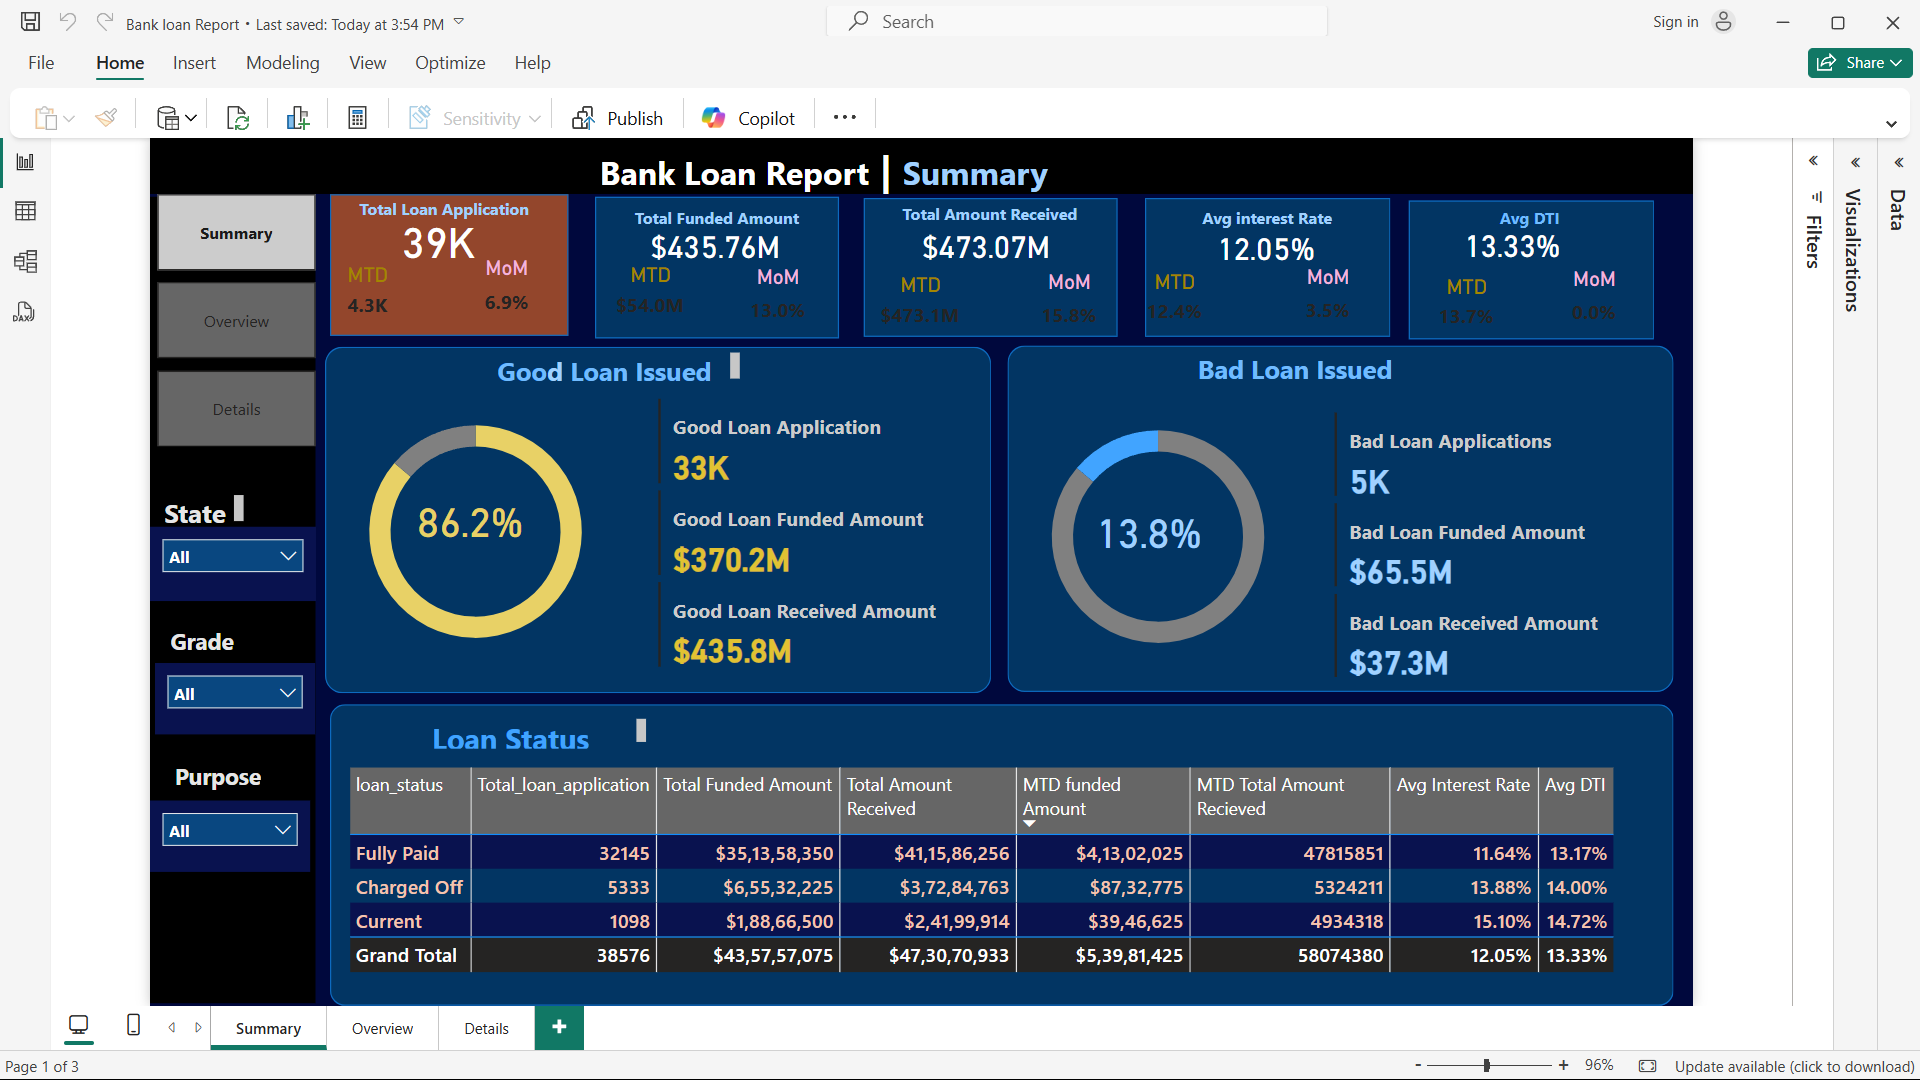 Bank loan Report • Last saved: Today at 3:54 PM
Search
Sign in
File Home Insert Modeling View Optimize Help
Share
Sensitivity Publish Copilot
Bank Loan Report | Summary
Summary
Overview
Details
State
All
Grade
All
Purpose
All
Total Loan Application
39K
MTD MoM
4.3K 6.9%
Total Funded Amount
$435.76M
MTD MoM
$54.0M 13.0%
Total Amount Received
$473.07M
MTD MoM
$473.1M 15.8%
Avg interest Rate
12.05%
MTD MoM
12.4% 3.5%
Avg DTI
13.33%
MTD MoM
13.7% 0.0%
Good Loan Issued
86.2%
Good Loan Application
33K
Good Loan Funded Amount
$370.2M
Good Loan Received Amount
$435.8M
Bad Loan Issued
13.8%
Bad Loan Applications
5K
Bad Loan Funded Amount
$65.5M
Bad Loan Received Amount
$37.3M
Loan Status
loan_status Total_loan_application Total Funded Amount Total Amount Received MTD funded Amount MTD Total Amount Recieved Avg Interest Rate Avg DTI
Fully Paid 32145 $35,13,58,350 $41,15,86,256 $4,13,02,025 47815851 11.64% 13.17%
Charged Off 5333 $6,55,32,225 $3,72,84,763 $87,32,775 5324211 13.88% 14.00%
Current 1098 $1,88,66,500 $2,41,99,914 $39,46,625 4934318 15.10% 14.72%
Grand Total 38576 $43,57,57,075 $47,30,70,933 $5,39,81,425 58074380 12.05% 13.33%
Filters
Visualizations
Data
DAX
Summary Overview Details +
Page 1 of 3
- + 96%
Update available (click to download)